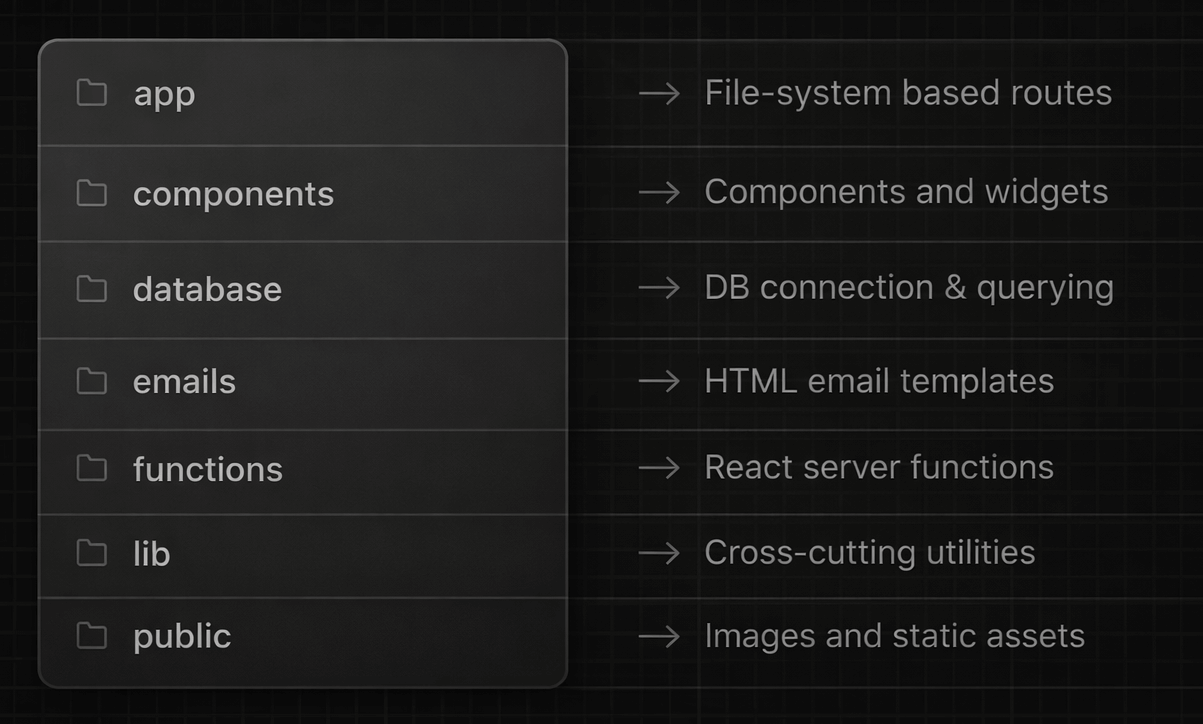 app → File-system based routes
components → Components and widgets
database → DB connection & querying
emails → HTML email templates
functions → React server functions
lib → Cross-cutting utilities
public → Images and static assets